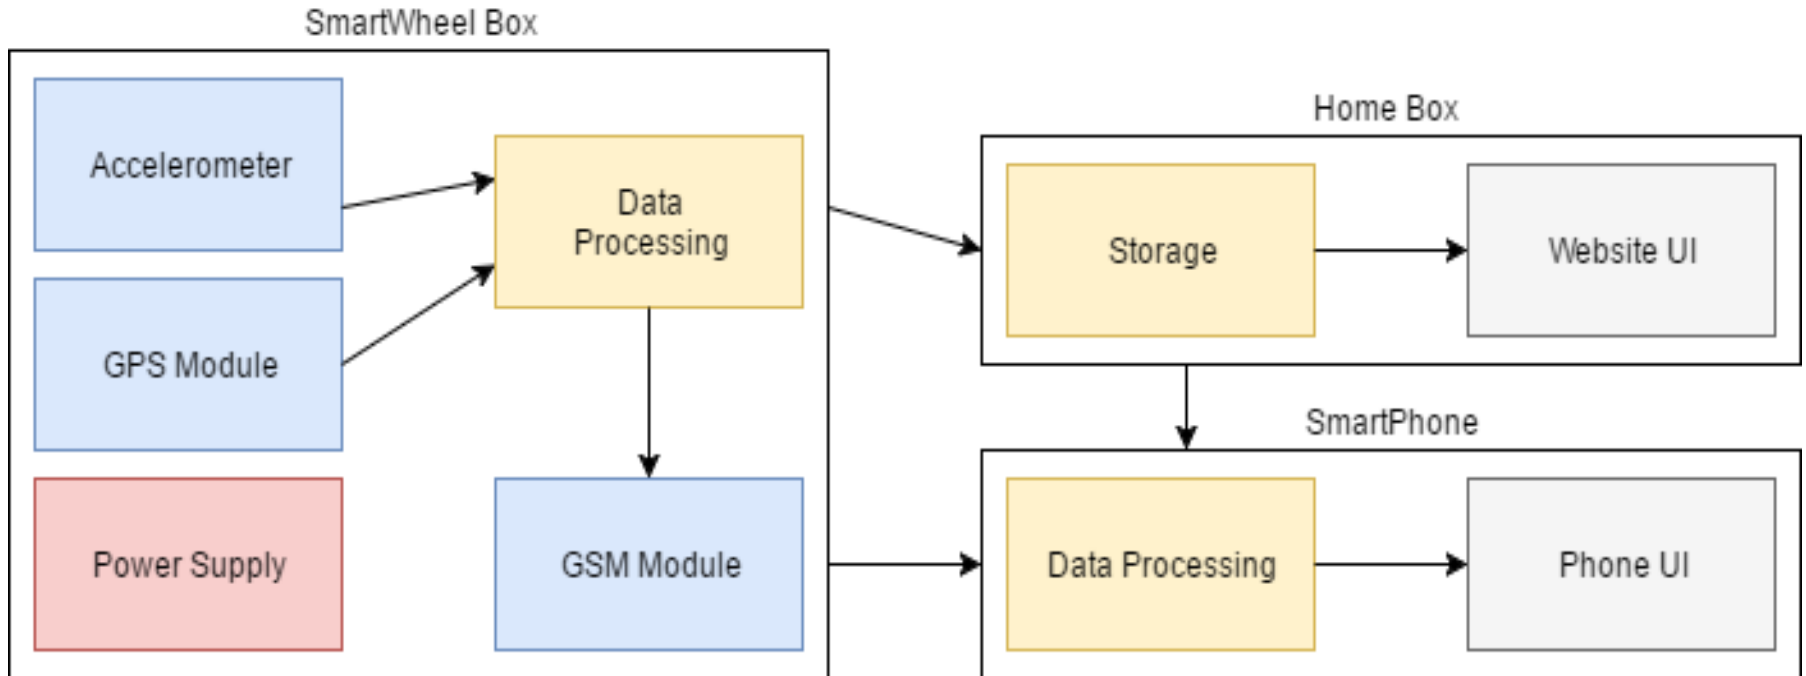 SmartWheel Box
Accelerometer
Data
Processing
GPS Module
Power Supply
GSM Module
Home Box
Storage
Website UI
SmartPhone
Data Processing
Phone UI